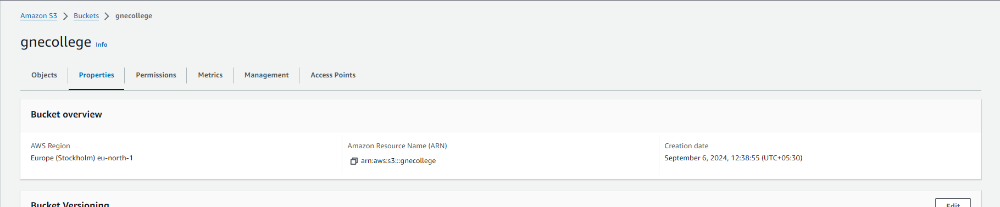 Amazon S3 > Buckets > gnecollege
gnecollege Info
Objects Properties Permissions Metrics Management Access Points
Bucket overview
AWS Region
Europe (Stockholm) eu-north-1
Amazon Resource Name (ARN)
arn:aws:s3:::gnecollege
Creation date
September 6, 2024, 12:38:55 (UTC+05:30)
Bucket Versioning
Edit